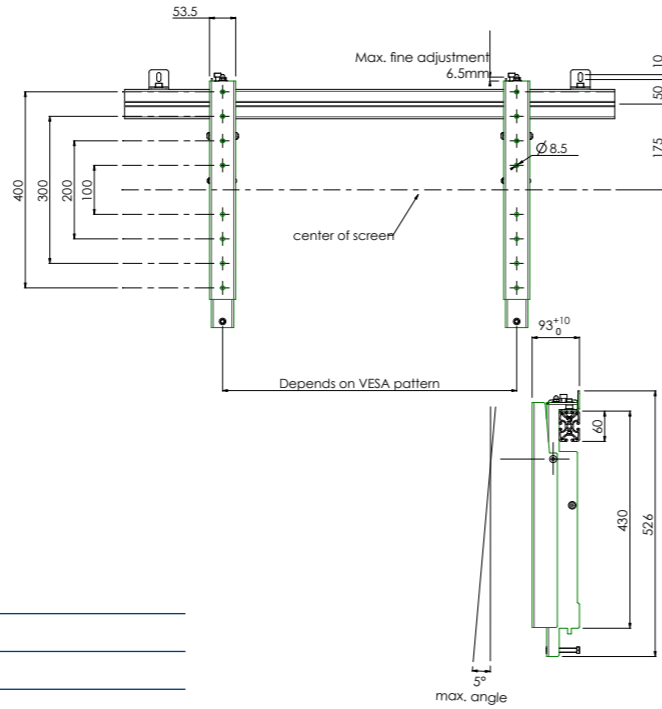 53.5
Max. fine adjustment
6.5mm
10
50
175
Ø8.5
400
300
200
100
center of screen
93 +10 0
Depends on VESA pattern
60
430
526
5°
max. angle